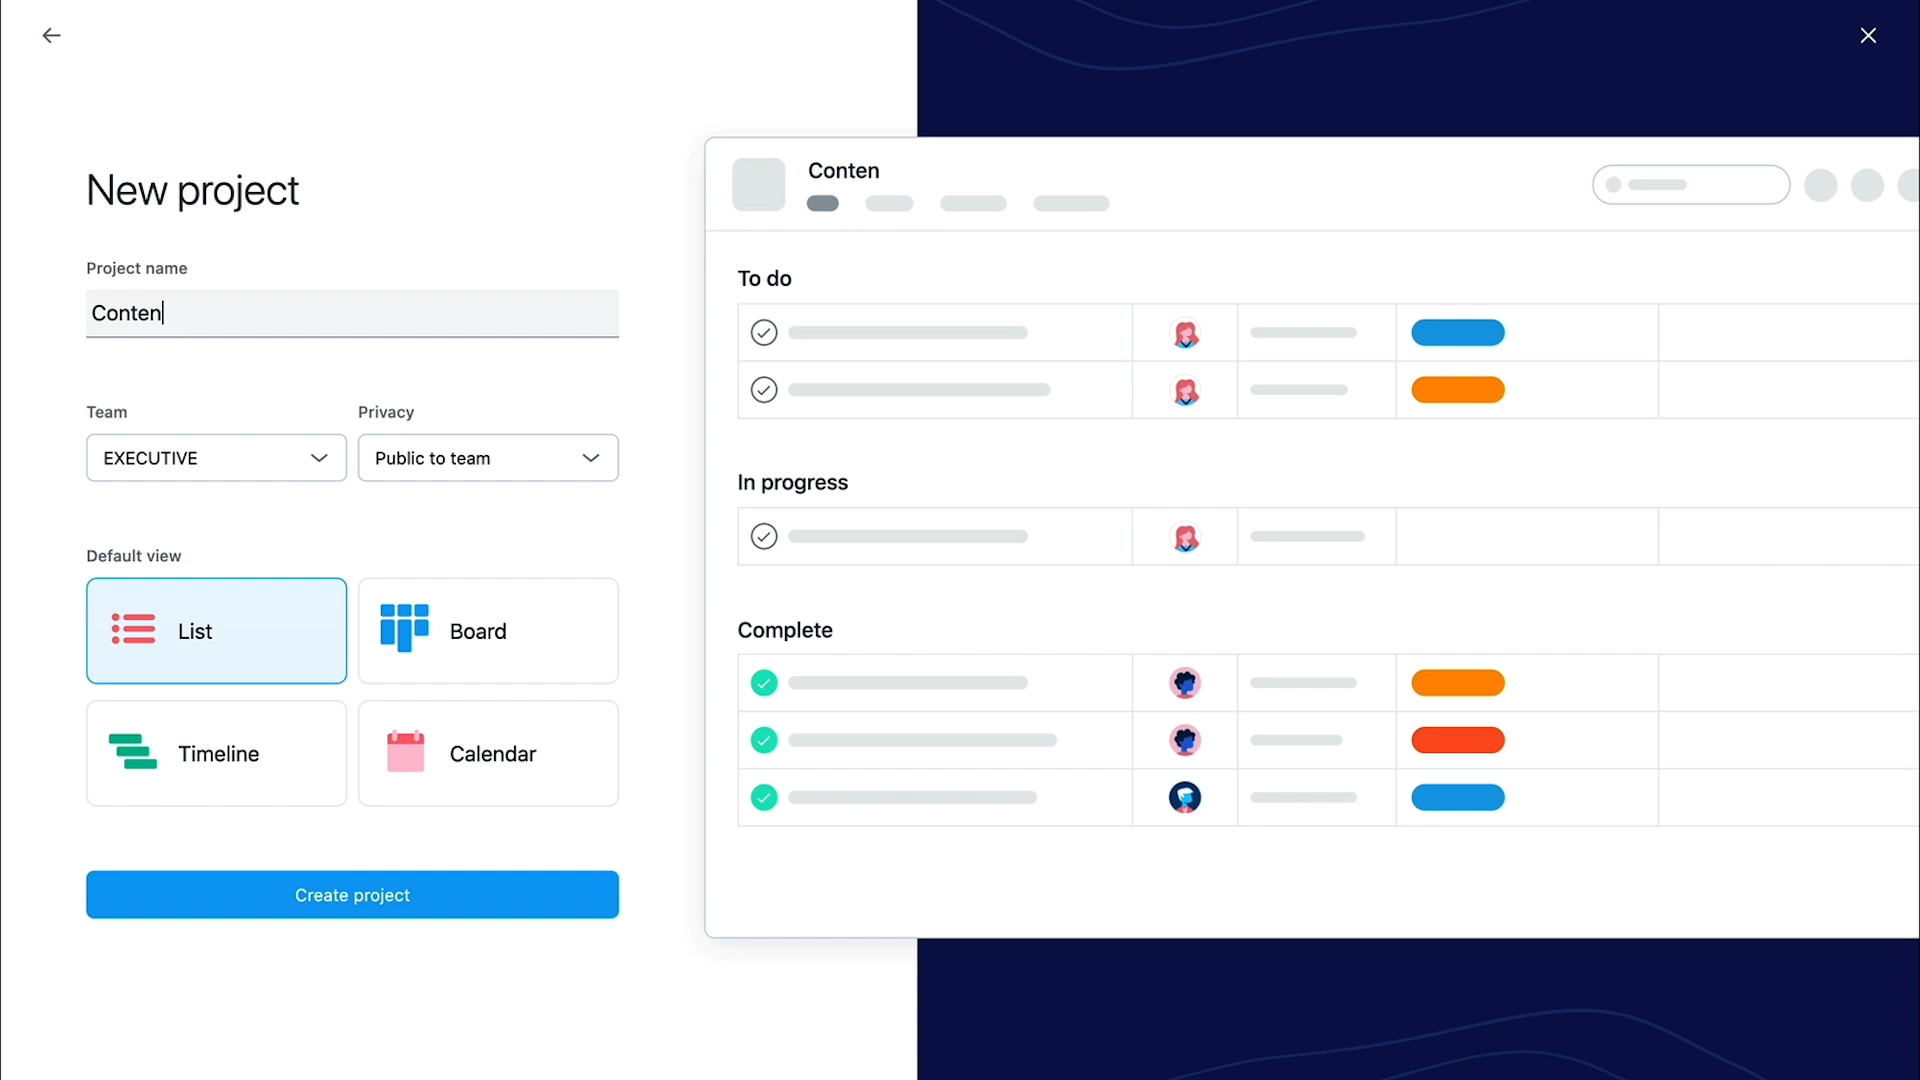 New project
Project name
Conten
Team
Privacy
EXECUTIVE
Public to team
Default view
List
Board
Timeline
Calendar
Create project
Conten
To do
In progress
Complete